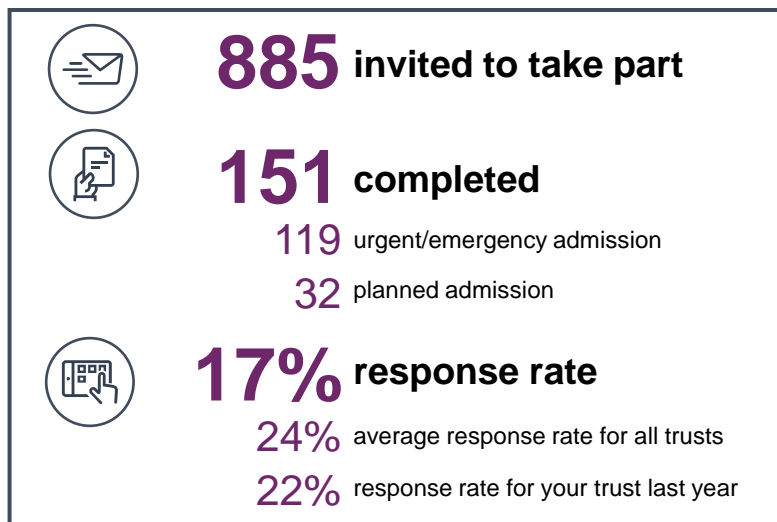 885 invited to take part
151 completed
119 urgent/emergency admission
32 planned admission
17% response rate
24% average response rate for all trusts
22% response rate for your trust last year